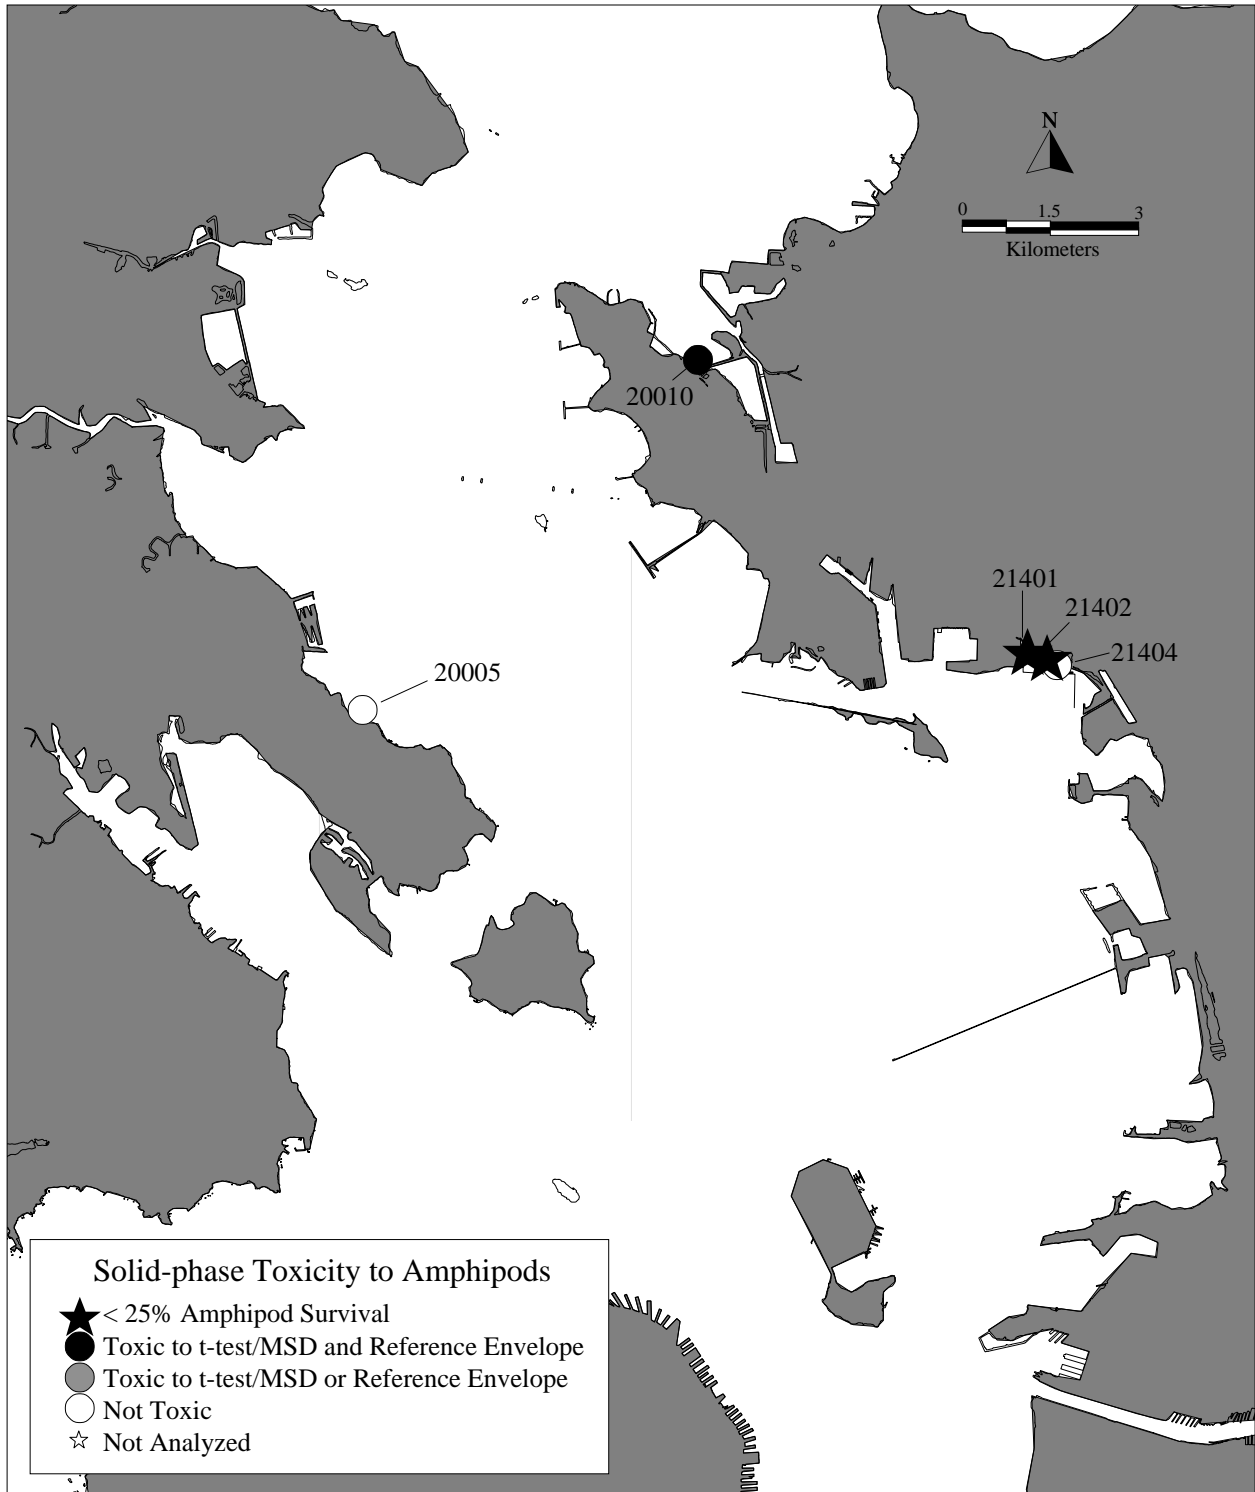 N
0 1.5 3
Kilometers
20010
21401
21402
21404
20005
Solid-phase Toxicity to Amphipods
< 25% Amphipod Survival
Toxic to t-test/MSD and Reference Envelope
Toxic to t-test/MSD or Reference Envelope
Not Toxic
Not Analyzed